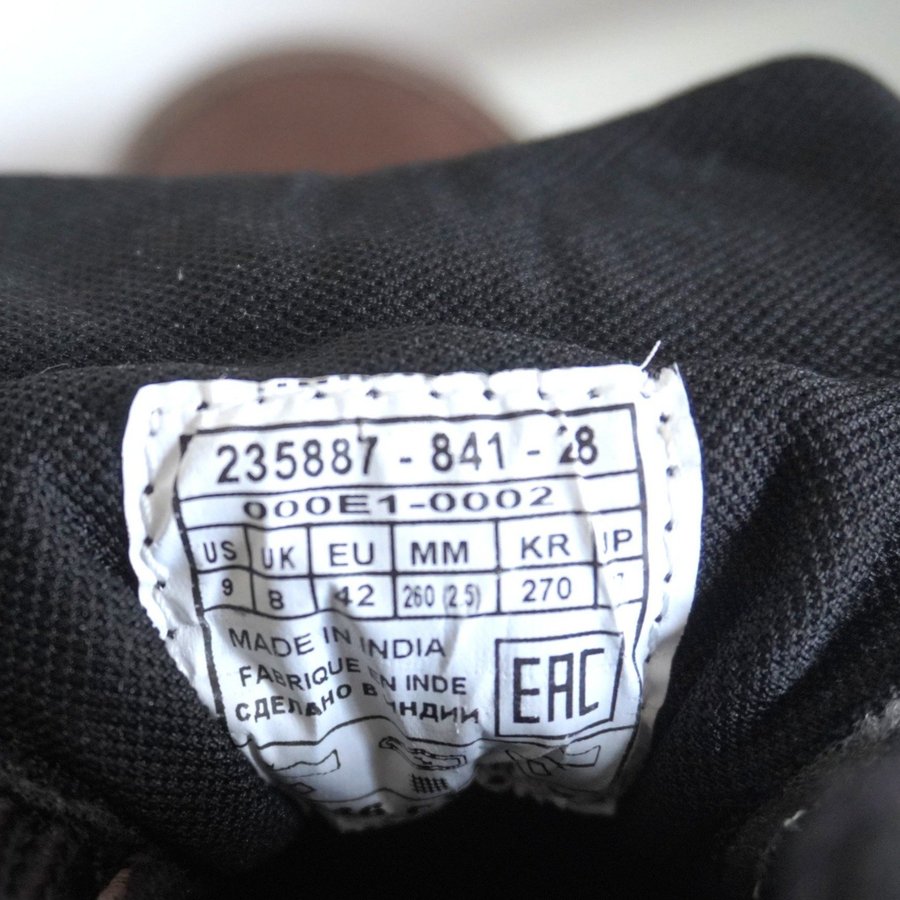 235887 - 841 - 28
000E1-0002
US UK EU MM KR JP
9 8 42 260 (2.5) 270
MADE IN INDIA
FABRIQUE EN INDE
СДЕЛАНО В ИНДИИ
EAC